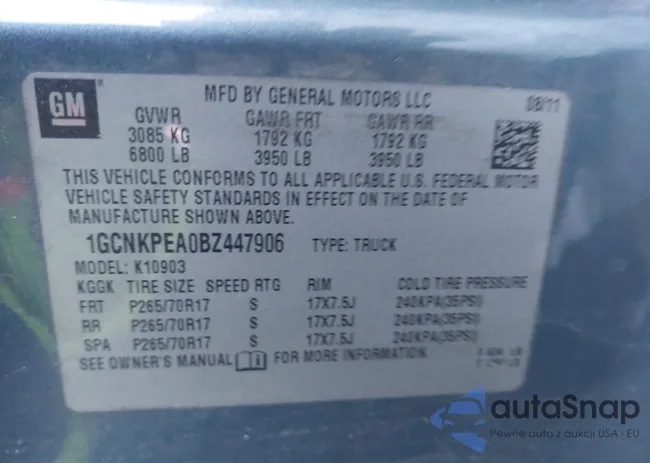 GM
MFD BY GENERAL MOTORS LLC 08/11
GVWR GAWR FRT GAWR RR
3085 KG 1792 KG 1792 KG
6800 LB 3950 LB 3950 LB
THIS VEHICLE CONFORMS TO ALL APPLICABLE U.S. FEDERAL MOTOR
VEHICLE SAFETY STANDARDS IN EFFECT ON THE DATE OF
MANUFACTURE SHOWN ABOVE.
1GCNKPEA0BZ447906 TYPE: TRUCK
MODEL: K10903
KGGK TIRE SIZE SPEED RTG RIM COLD TIRE PRESSURE
FRT P265/70R17 S 17X7.5J 240KPA(35PSI)
RR P265/70R17 S 17X7.5J 240KPA(35PSI)
SPA P265/70R17 S 17X7.5J 240KPA(35PSI)
SEE OWNER'S MANUAL FOR MORE INFORMATION.
autaSnap
Pewne auta z aukcji USA i EU